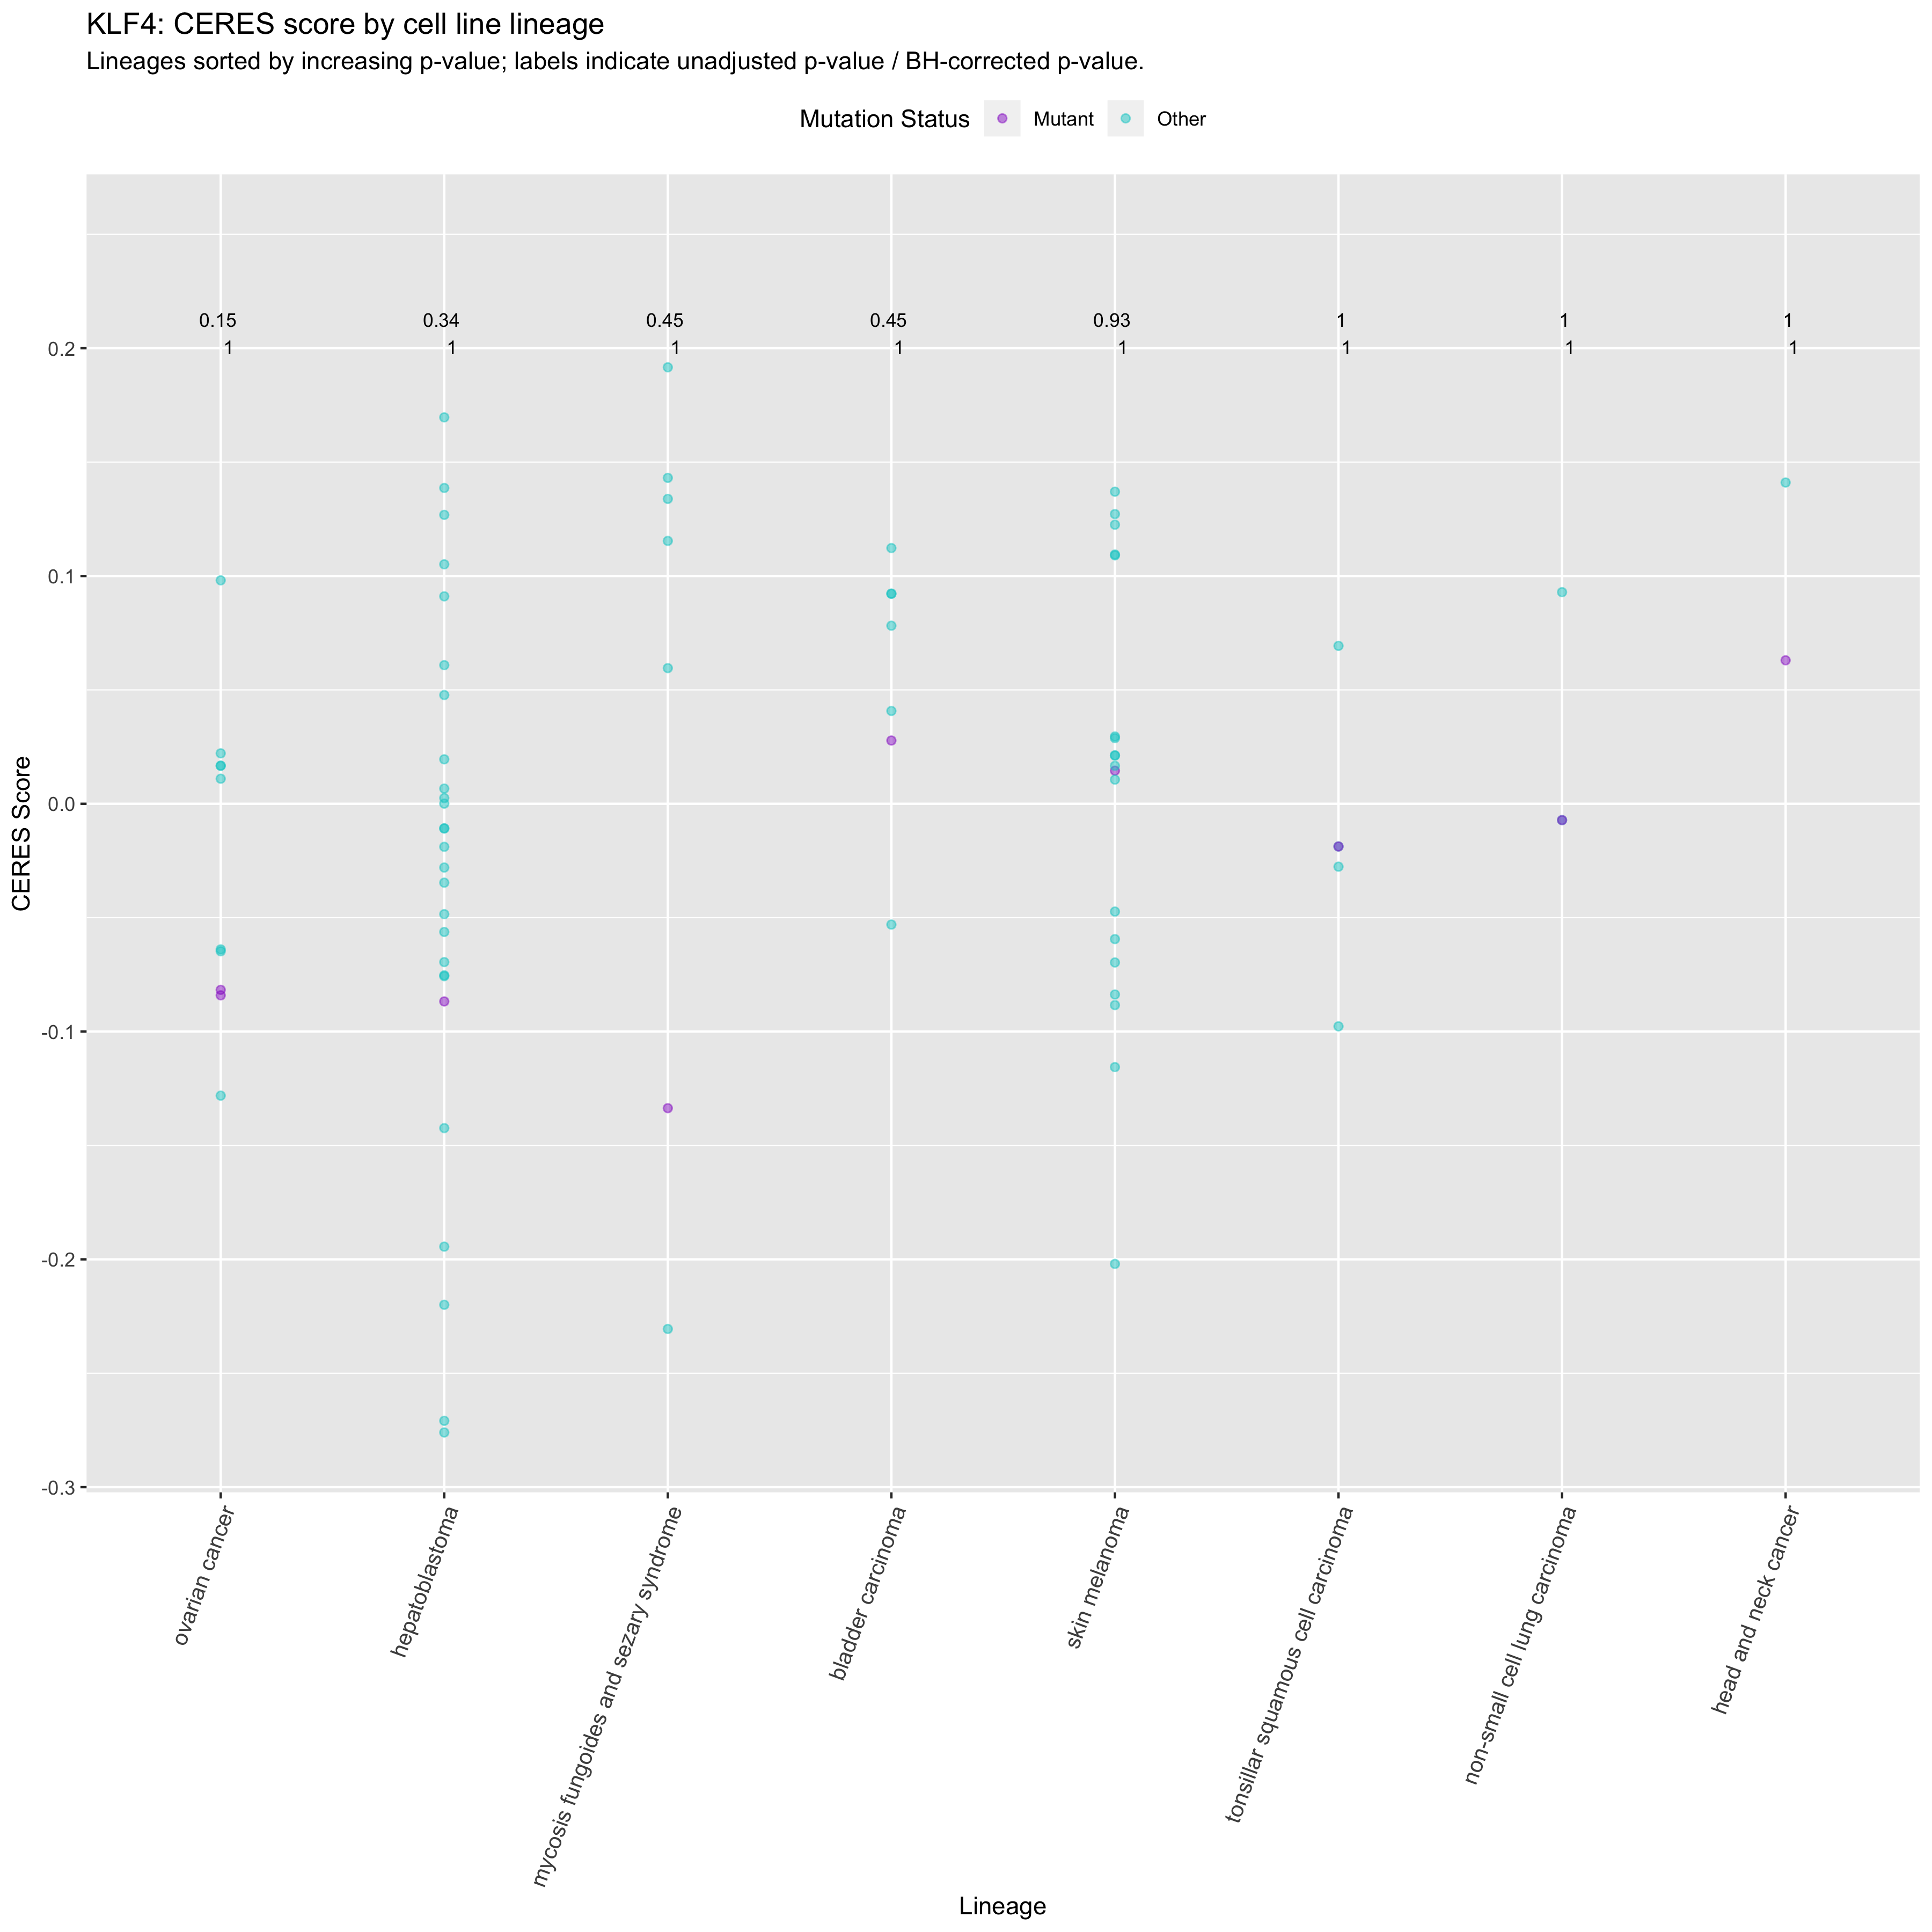 KLF4: CERES score by cell line lineage
Lineages sorted by increasing p-value; labels indicate unadjusted p-value / BH-corrected p-value.
Mutation Status Mutant Other
0.15 0.34 0.45 0.45 0.93 1 1 1
1 1 1 1 1 1 1 1
0.2
0.1
0.0
-0.1
-0.2
-0.3
CERES Score
ovarian cancer
hepatoblastoma
mycosis fungoides and sezary syndrome
bladder carcinoma
skin melanoma
tonsillar squamous cell carcinoma
non-small cell lung carcinoma
head and neck cancer
Lineage